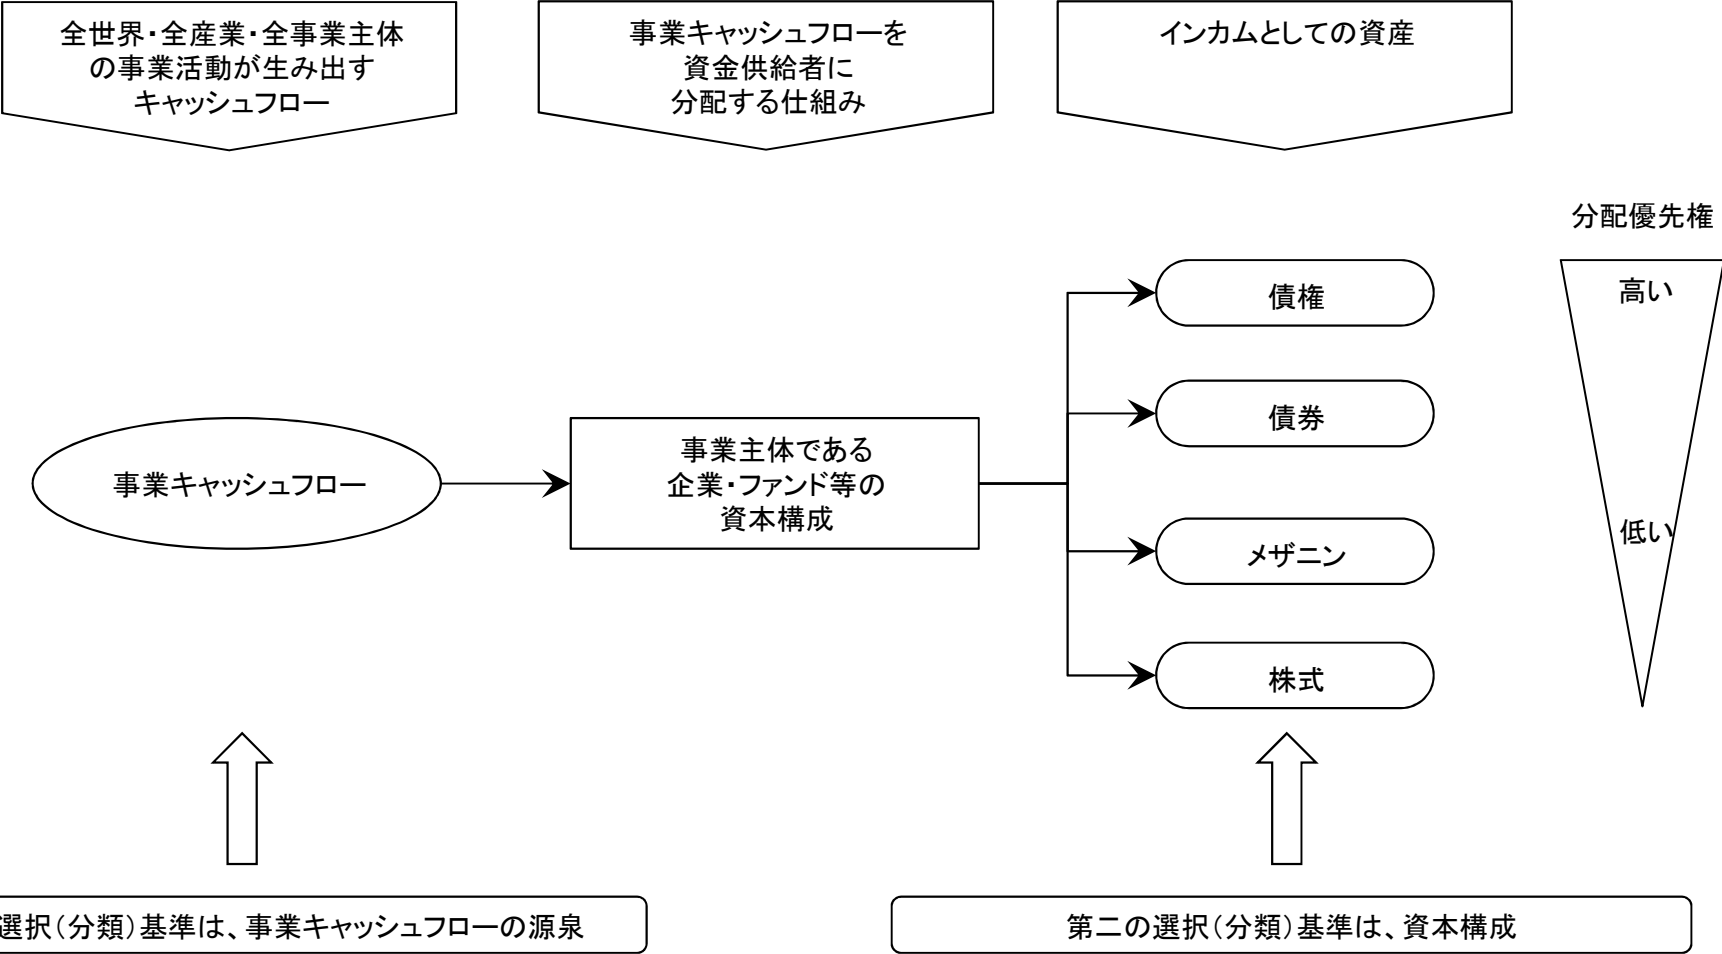 全世界・全産業・全事業主体
の事業活動が生み出す
キャッシュフロー
事業キャッシュフローを
資金供給者に
分配する仕組み
インカムとしての資産
分配優先権
高い
低い
債権
債券
メザニン
株式
事業キャッシュフロー
事業主体である
企業・ファンド等の
資本構成
選択（分類）基準は、事業キャッシュフローの源泉
第二の選択（分類）基準は、資本構成